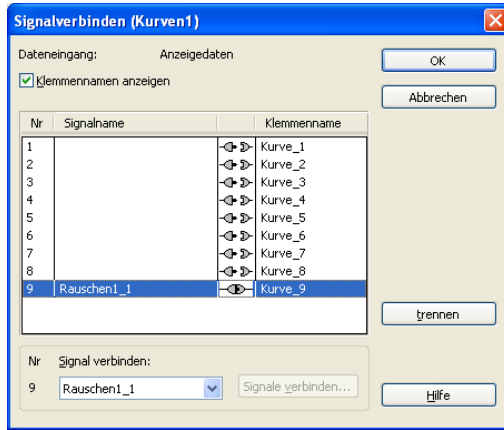 Signalverbinden (Kurven1)
Dateneingang: Anzeigedaten
OK
Klemmennamen anzeigen
Abbrechen
Nr Signalname Klemmenname
1 Kurve_1
2 Kurve_2
3 Kurve_3
4 Kurve_4
5 Kurve_5
6 Kurve_6
7 Kurve_7
8 Kurve_8
9 Rauschen1_1 Kurve_9
trennen
Nr Signal verbinden:
9 Rauschen1_1 Signale verbinden...
Hilfe